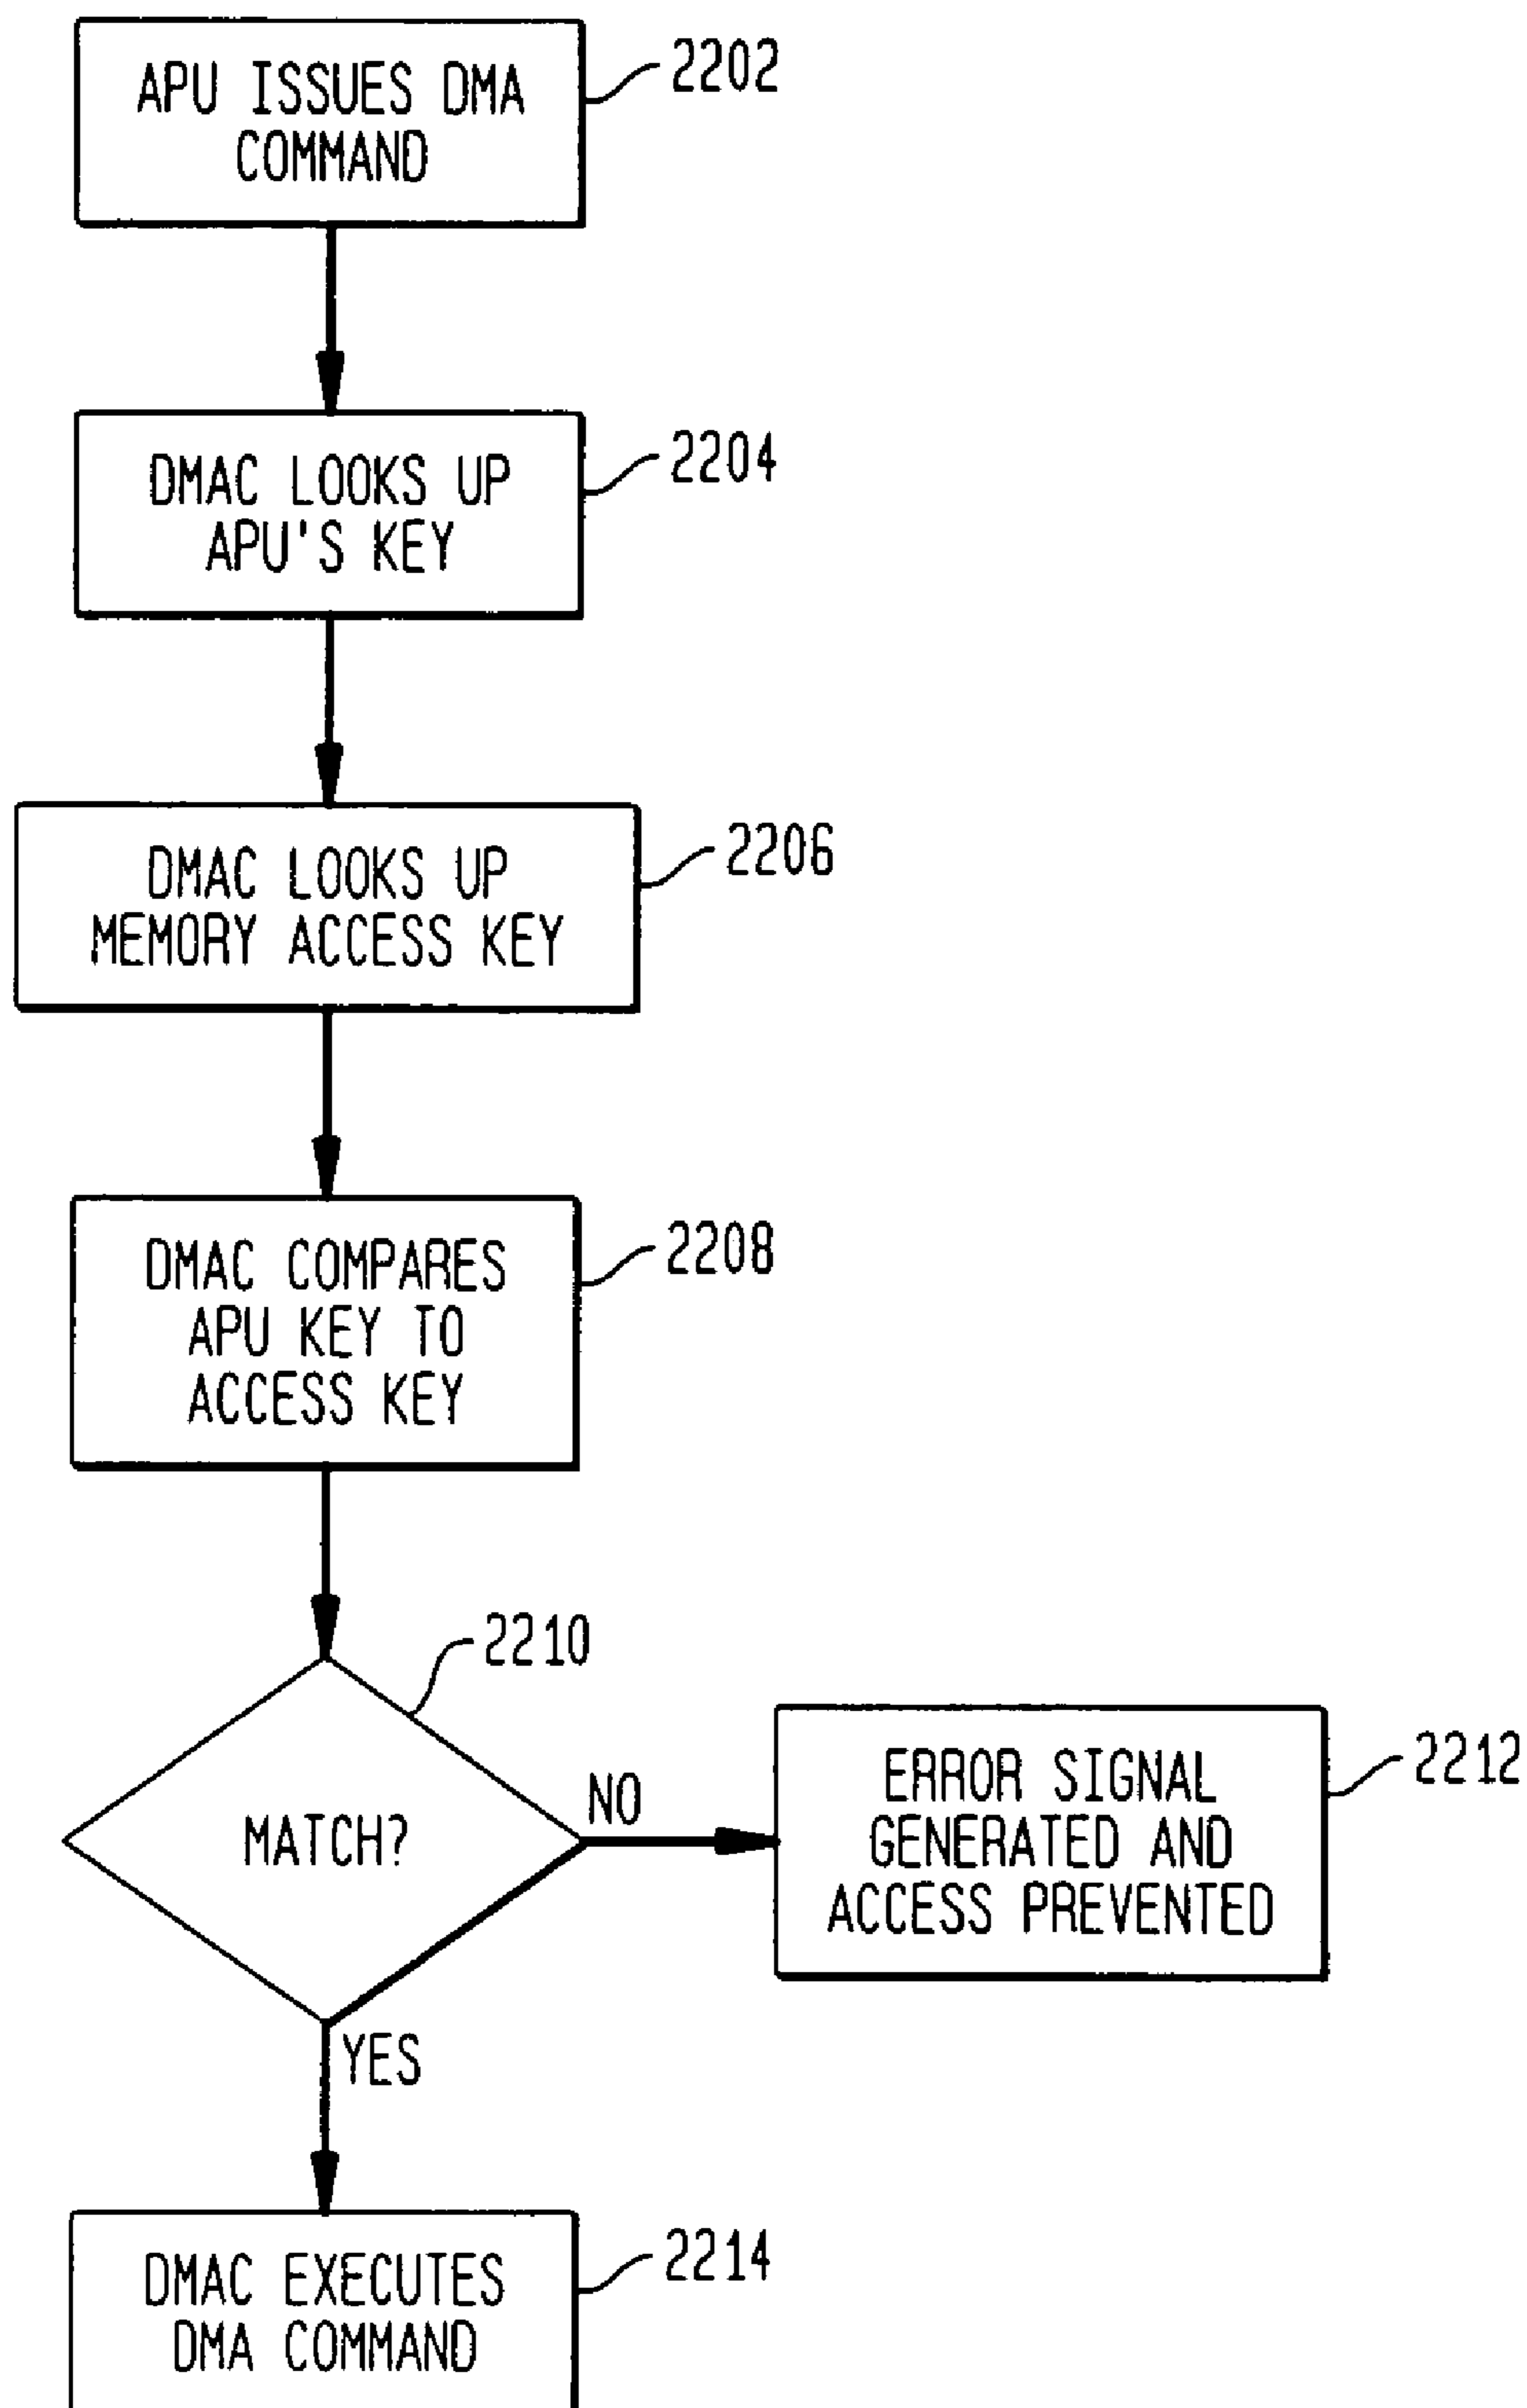 APU ISSUES DMA
COMMAND
2202
DMAC LOOKS UP
APU'S KEY
2204
DMAC LOOKS UP
MEMORY ACCESS KEY
2206
DMAC COMPARES
APU KEY TO
ACCESS KEY
2208
2210
MATCH?
NO
ERROR SIGNAL
GENERATED AND
ACCESS PREVENTED
2212
YES
DMAC EXECUTES
DMA COMMAND
2214